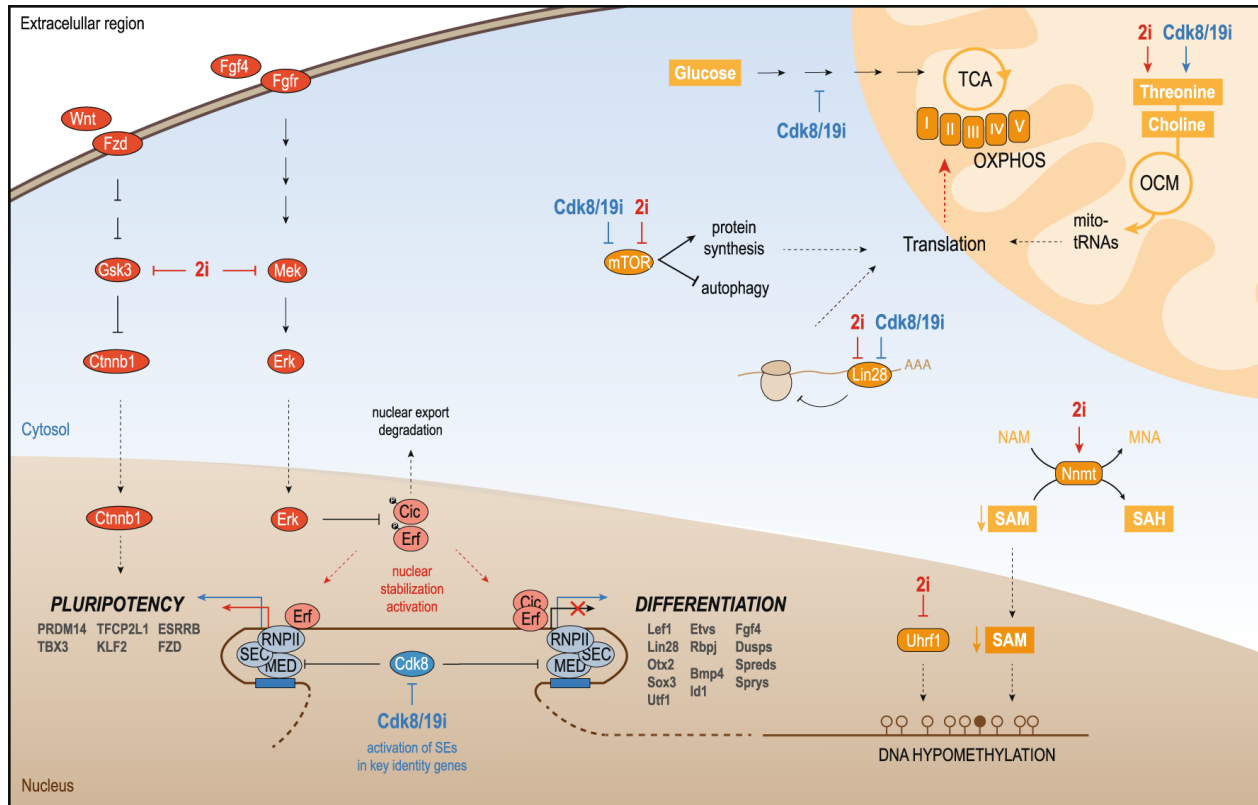 Extracelullar region
Fgf4
Fgfr
Wnt
Fzd
Gsk3
2i
Mek
Ctnnb1
Erk
Cytosol
nuclear export
degradation
Ctnnb1
Erk
P
Cic
P
Erf
nuclear
stabilization
activation
PLURIPOTENCY
PRDM14 TFCP2L1 ESRRB
TBX3 KLF2 FZD
Erf
RNPII
SEC
MED
Cdk8
Cdk8/19i
activation of SEs
in key identity genes
Cic
Erf
RNPII
SEC
MED
DIFFERENTIATION
Lef1 Etvs Fgf4
Lin28 Rbpj Dusps
Otx2 Bmp4 Spreds
Sox3 Id1 Sprys
Utf1
Nucleus
Glucose
Cdk8/19i
TCA
I II III IV V
OXPHOS
2i Cdk8/19i
Threonine
Choline
OCM
mito-
tRNAs
Translation
Cdk8/19i 2i
mTOR
protein
synthesis
autophagy
2i Cdk8/19i
Lin28
AAA
2i
NAM
MNA
Nnmt
SAM
SAH
2i
Uhrf1
SAM
DNA HYPOMETHYLATION